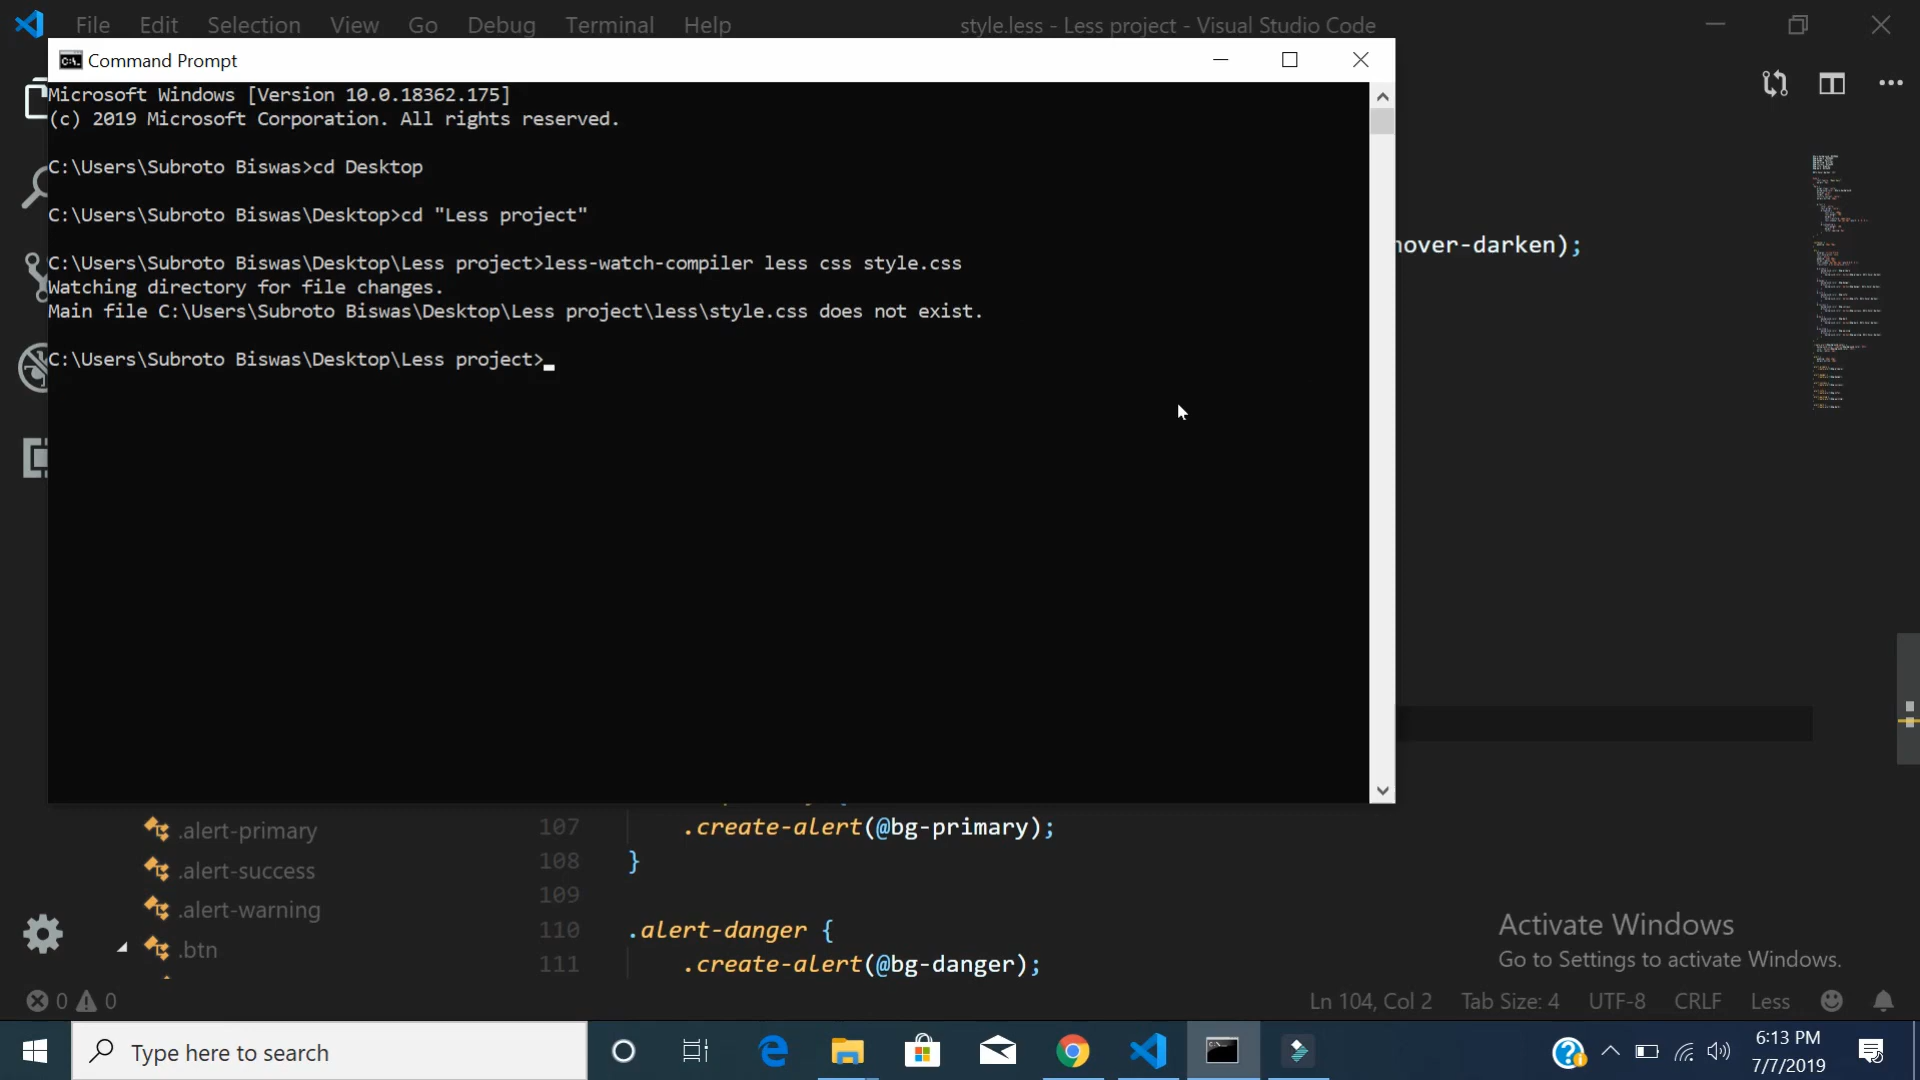 File Edit Selection View Go Debug Terminal Help
style.less - Less project - Visual Studio Code
Command Prompt
Microsoft Windows [Version 10.0.18362.175]
(c) 2019 Microsoft Corporation. All rights reserved.
C:\Users\Subroto Biswas>cd Desktop
C:\Users\Subroto Biswas\Desktop>cd "Less project"
C:\Users\Subroto Biswas\Desktop\Less project>less-watch-compiler less css style.css
Watching directory for file changes.
Main file C:\Users\Subroto Biswas\Desktop\Less project\less\style.css does not exist.
C:\Users\Subroto Biswas\Desktop\Less project>
hover-darken);
.alert-primary
.alert-success
.alert-warning
.btn
107 .create-alert(@bg-primary);
108 }
109
110 .alert-danger {
111 .create-alert(@bg-danger);
Activate Windows
Go to Settings to activate Windows.
0 0
Ln 104, Col 2 Tab Size: 4 UTF-8 CRLF Less
Type here to search
6:13 PM
7/7/2019